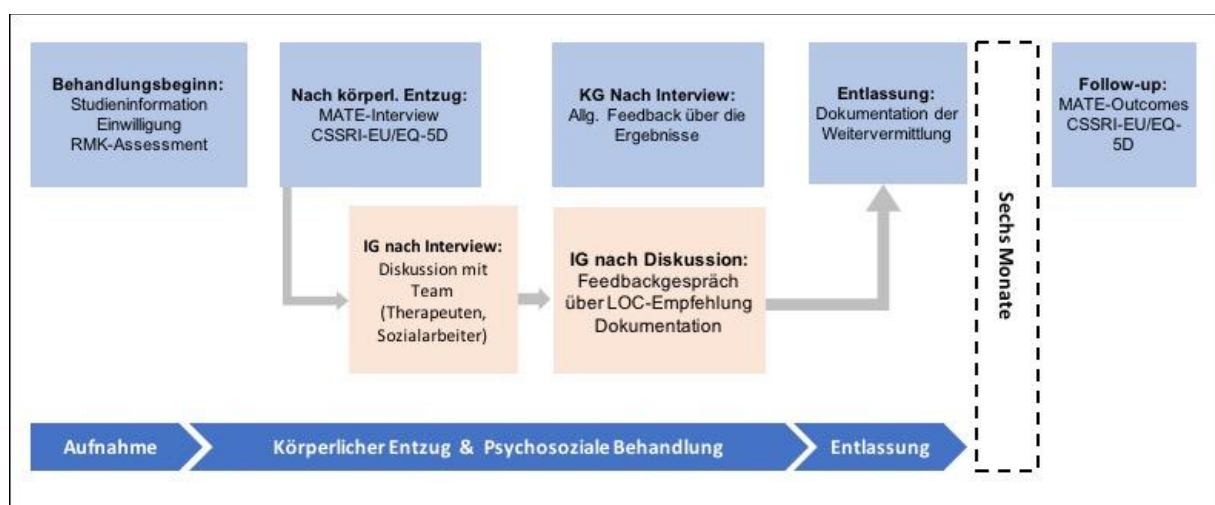 Behandlungsbeginn:
Studieninformation
Einwilligung
RMK-Assessment
Nach körperl. Entzug:
MATE-Interview
CSSRI-EU/EQ-5D
KG Nach Interview:
Allg. Feedback über die
Ergebnisse
Entlassung:
Dokumentation der
Weitervermittlung
Sechs Monate
Follow-up:
MATE-Outcomes
CSSRI-EU/EQ-
5D
IG nach Interview:
Diskussion mit
Team
(Therapeuten,
Sozialarbeiter)
IG nach Diskussion:
Feedbackgespräch
über LOC-Empfehlung
Dokumentation
Aufnahme
Körperlicher Entzug & Psychosoziale Behandlung
Entlassung